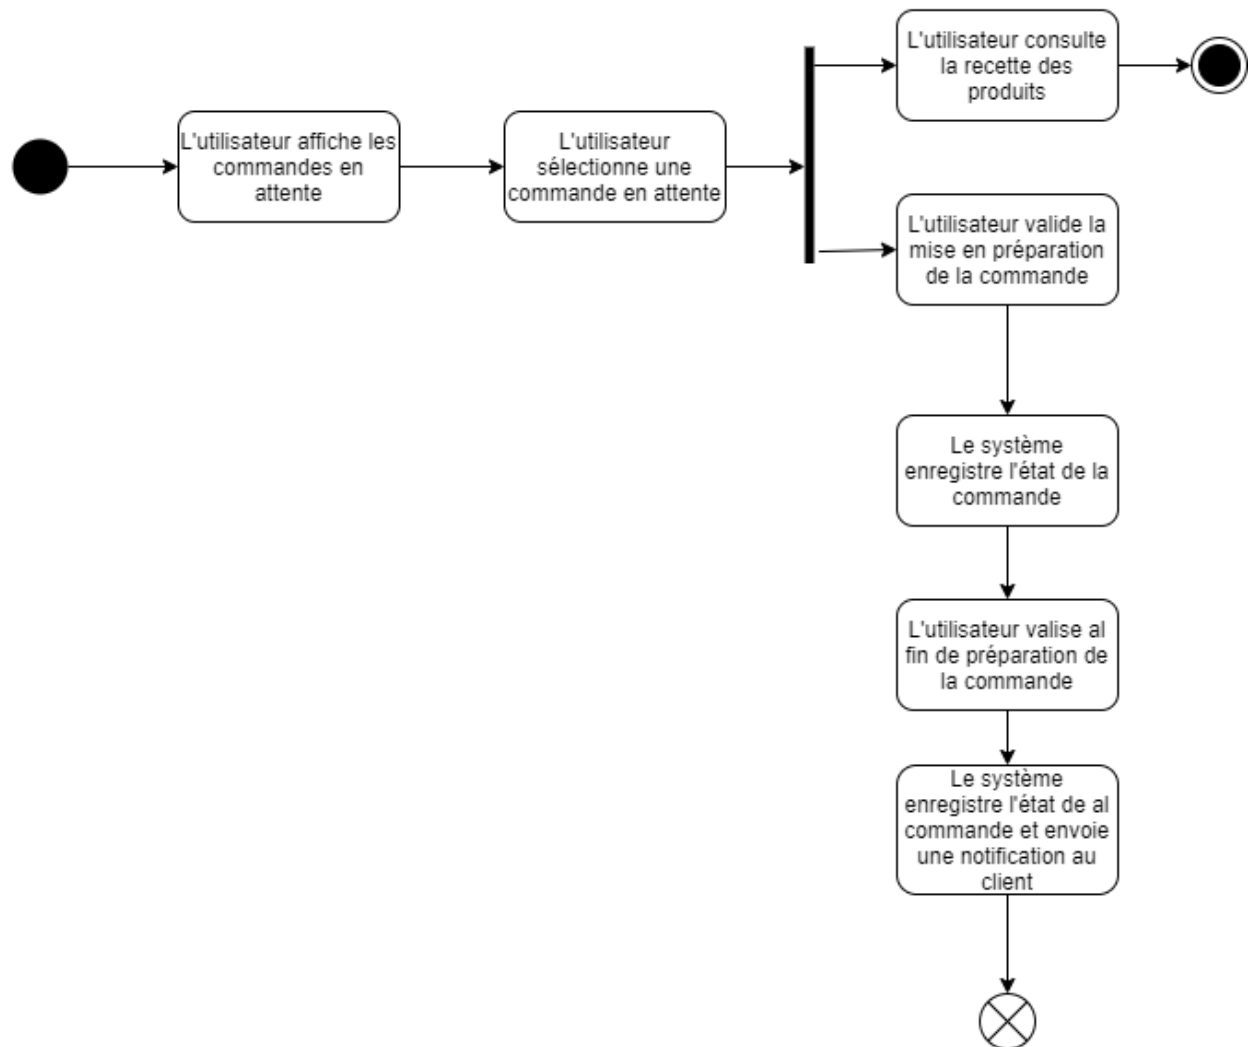 L'utilisateur affiche les
commandes en
attente
L'utilisateur
sélectionne une
commande en attente
L'utilisateur consulte
la recette des
produits
L'utilisateur valide la
mise en préparation
de la commande
Le système
enregistre l'état de la
commande
L'utilisateur valise al
fin de préparation de
la commande
Le système
enregistre l'état de al
commande et envoie
une notification au
client